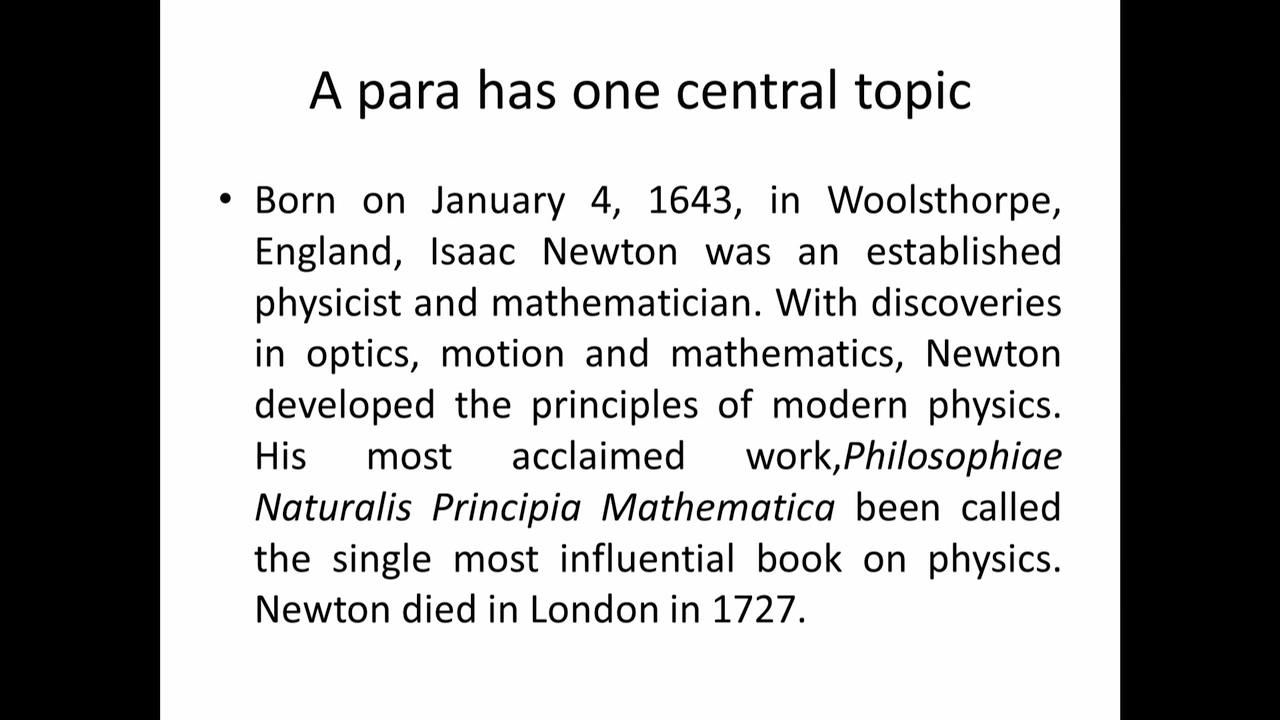 A para has one central topic
• Born on January 4, 1643, in Woolsthorpe,
England, Isaac Newton was an established
physicist and mathematician. With discoveries
in optics, motion and mathematics, Newton
developed the principles of modern physics.
His most acclaimed work,Philosophiae
Naturalis Principia Mathematica been called
the single most influential book on physics.
Newton died in London in 1727.